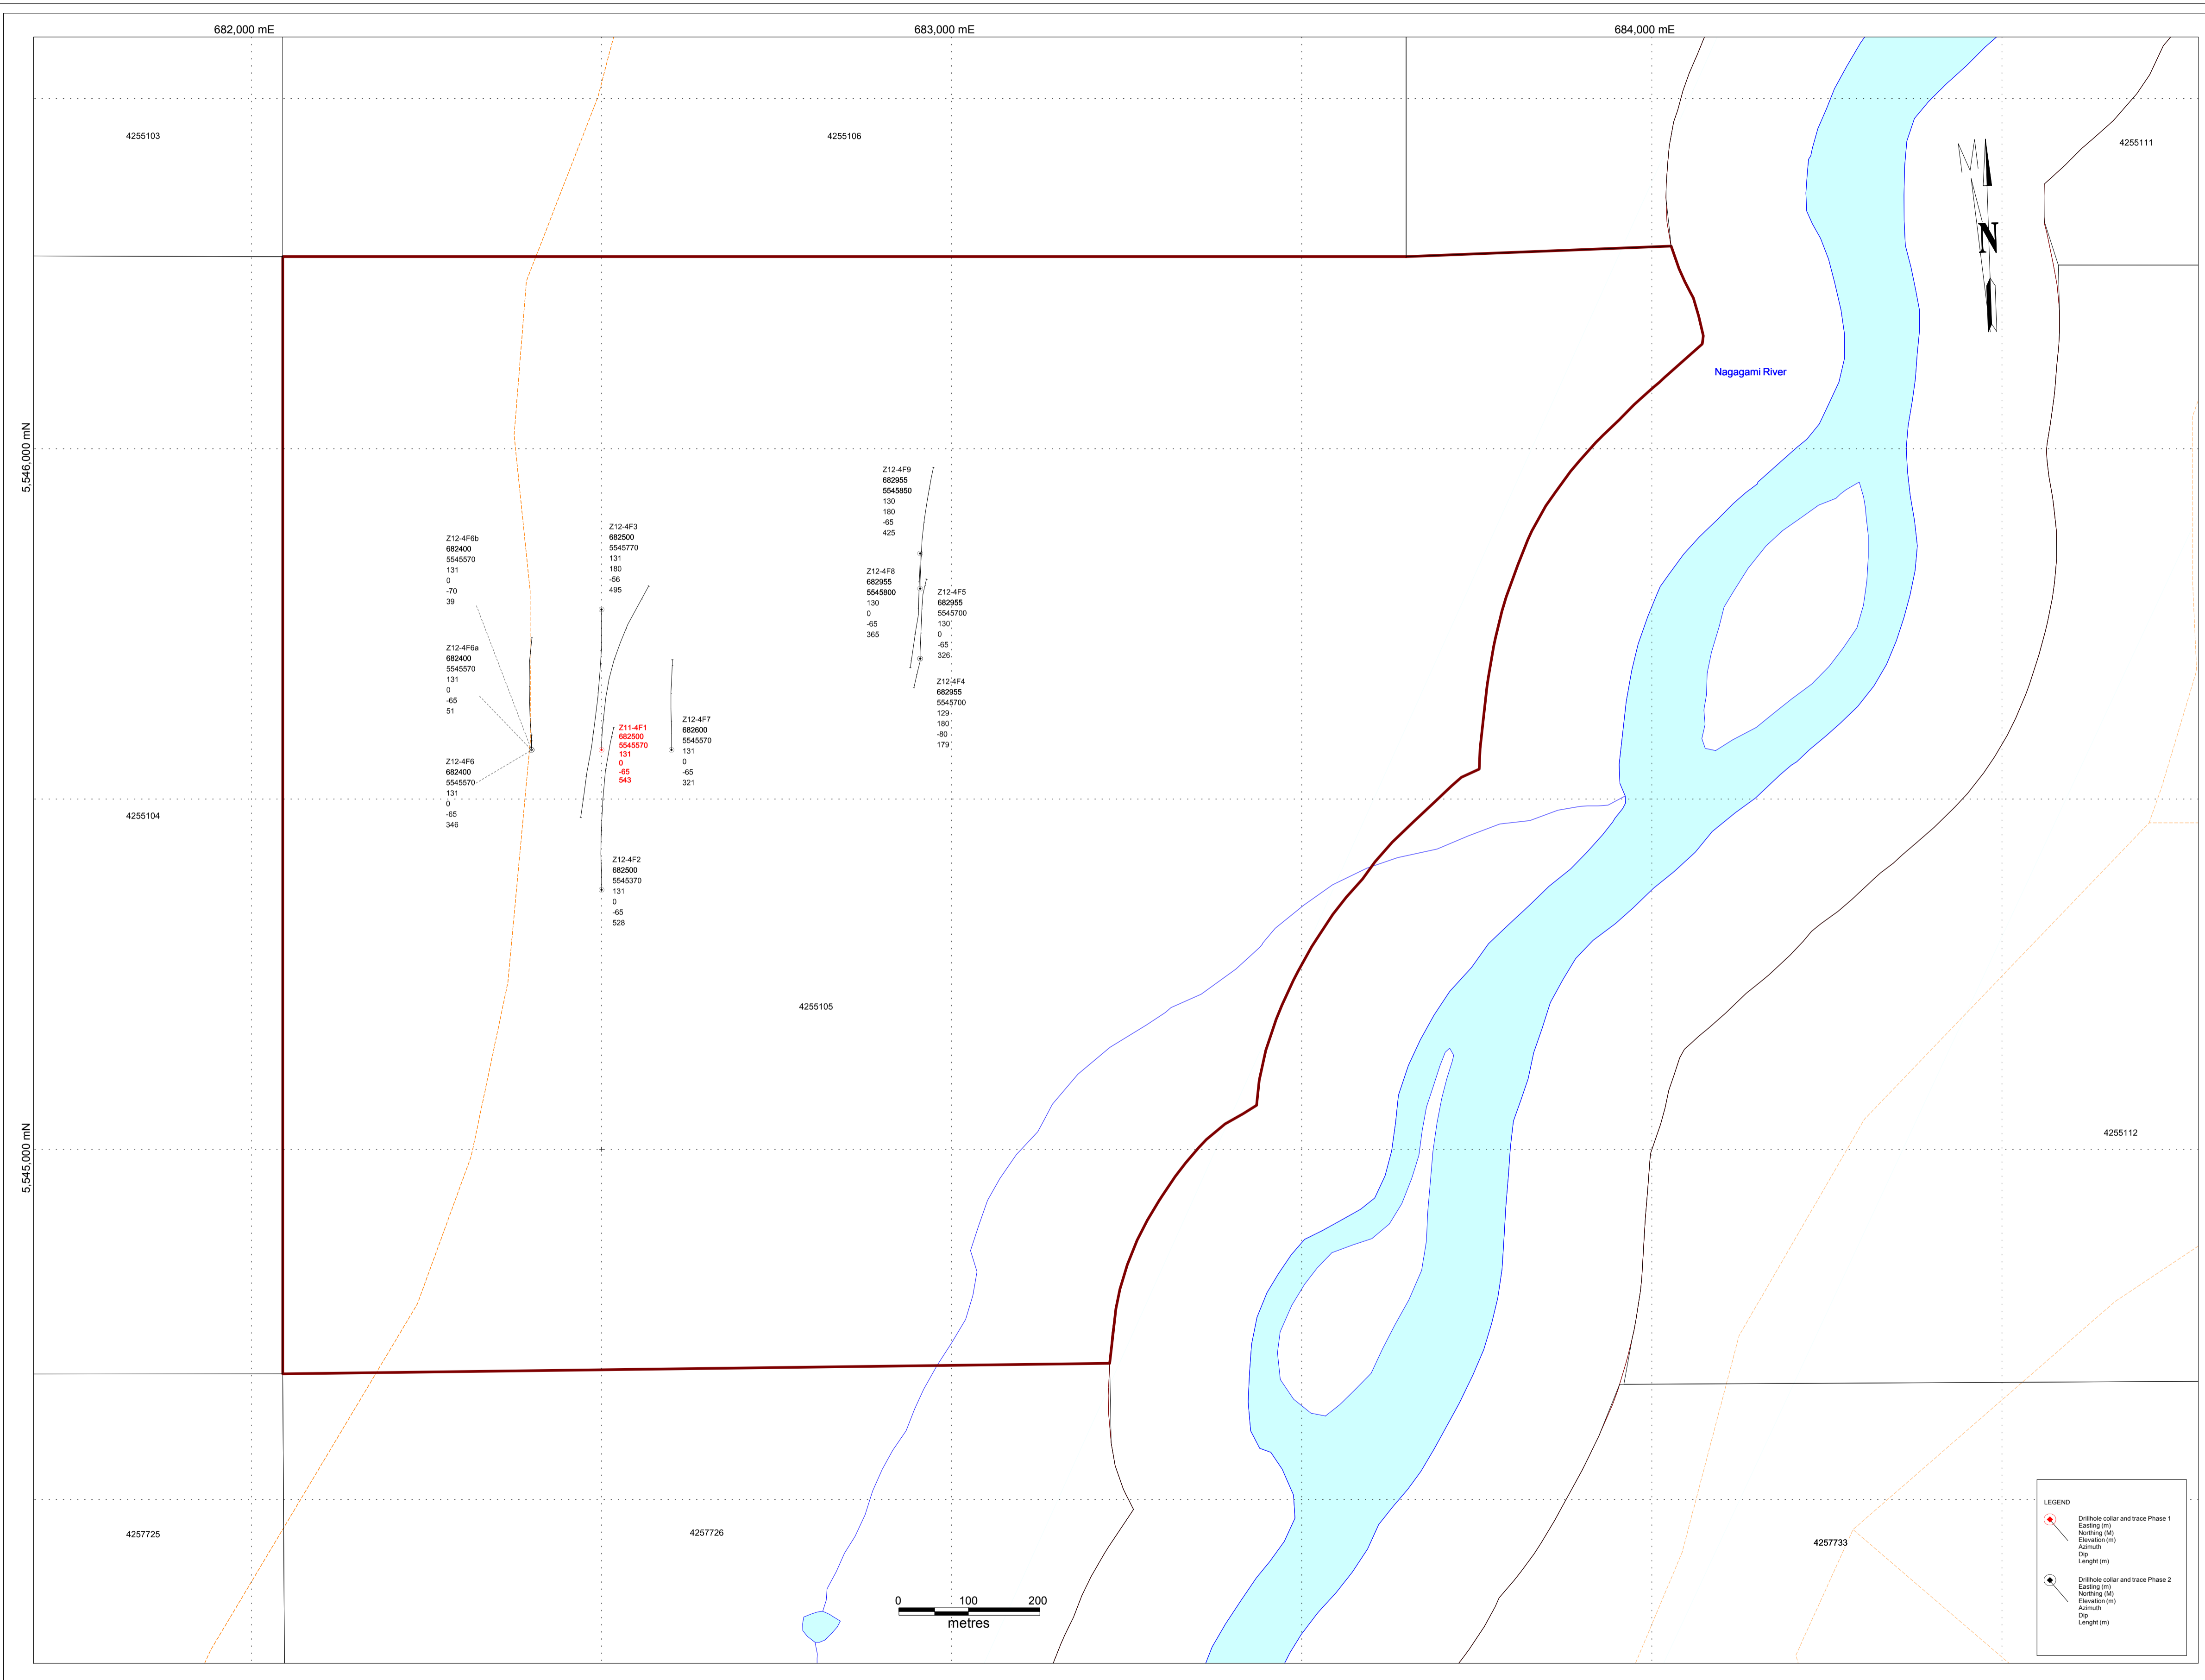 682,000 mE
683,000 mE
684,000 mE
4255103
4255106
4255111
N
Nagagami River
5,546,000 mN
Z12-4F9
682955
5545850
130
180
-65
425
Z12-4F3
682500
5545770
131
180
-56
495
Z12-4F6b
682400
5545570
131
0
-70
39
Z12-4F8
682955
5545800
130
0
-65
365
Z12-4F5
682955
5545700
130
0
-65
326
Z12-4F6a
682400
5545570
131
0
-65
51
Z12-4F4
682955
5545700
129
180
-80
179
Z12-4F7
682600
5545570
131
0
-65
321
Z11-4F1
682500
5545570
131
0
-65
543
Z12-4F6
682400
5545570
131
0
-65
346
4255104
Z12-4F2
682500
5545370
131
0
-65
528
4255105
5,545,000 mN
4255112
4257725
4257726
4257733
0 100 200
metres
LEGEND
Drillhole collar and trace Phase 1
Easting (m)
Northing (M)
Elevation (m)
Azimuth
Dip
Lenght (m)
Drillhole collar and trace Phase 2
Easting (m)
Northing (M)
Elevation (m)
Azimuth
Dip
Lenght (m)